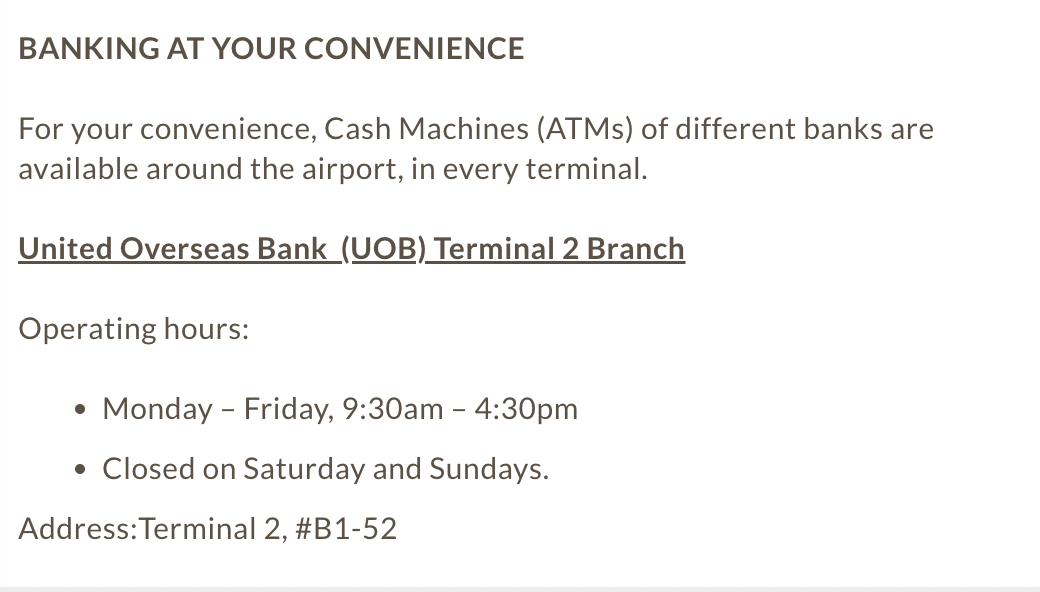 BANKING AT YOUR CONVENIENCE
For your convenience, Cash Machines (ATMs) of different banks are
available around the airport, in every terminal.
United Overseas Bank  (UOB) Terminal 2 Branch
Operating hours:
• Monday – Friday, 9:30am – 4:30pm
• Closed on Saturday and Sundays.
Address:Terminal 2, #B1-52